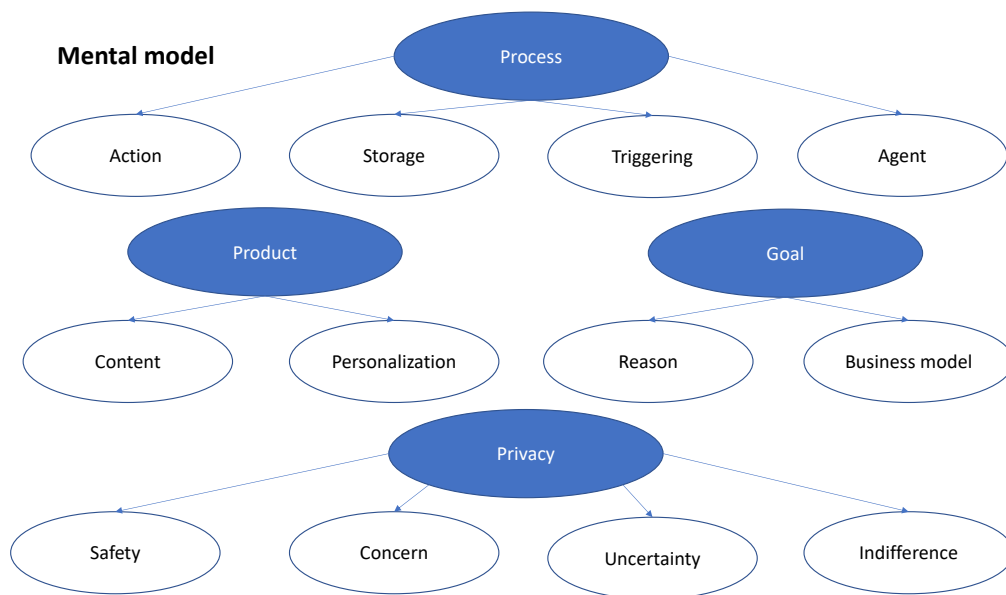 Mental model
Process
Action
Storage
Triggering
Agent
Product
Goal
Content
Personalization
Reason
Business model
Privacy
Safety
Concern
Uncertainty
Indifference